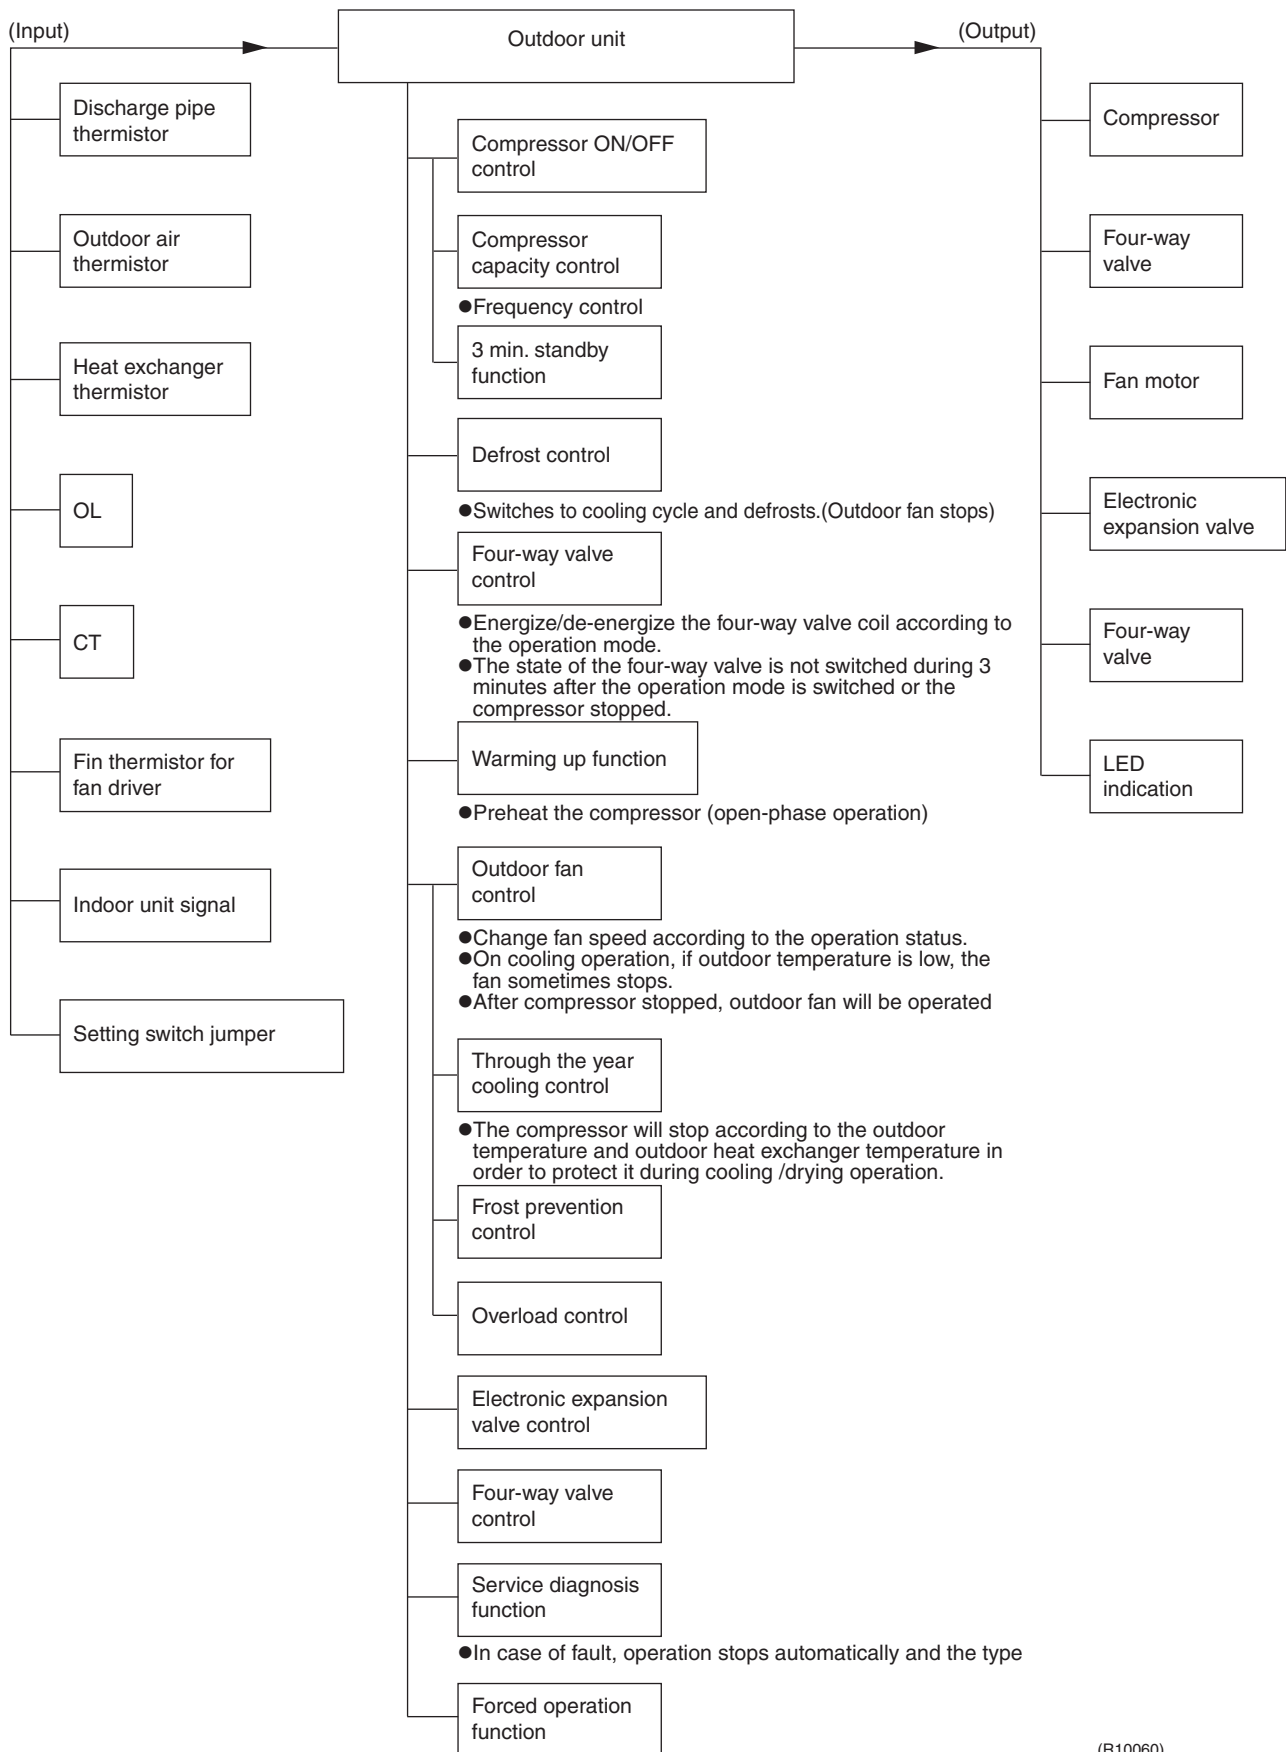 (Input)
Outdoor unit
(Output)
Discharge pipe
thermistor
Outdoor air
thermistor
Heat exchanger
thermistor
OL
CT
Fin thermistor for
fan driver
Indoor unit signal
Setting switch jumper
Compressor ON/OFF
control
Compressor
capacity control
●Frequency control
3 min. standby
function
Defrost control
●Switches to cooling cycle and defrosts.(Outdoor fan stops)
Four-way valve
control
●Energize/de-energize the four-way valve coil according to
the operation mode.
●The state of the four-way valve is not switched during 3
minutes after the operation mode is switched or the
compressor stopped.
Warming up function
●Preheat the compressor (open-phase operation)
Outdoor fan
control
●Change fan speed according to the operation status.
●On cooling operation, if outdoor temperature is low, the
fan sometimes stops.
●After compressor stopped, outdoor fan will be operated
Through the year
cooling control
●The compressor will stop according to the outdoor
temperature and outdoor heat exchanger temperature in
order to protect it during cooling /drying operation.
Frost prevention
control
Overload control
Electronic expansion
valve control
Four-way valve
control
Service diagnosis
function
●In case of fault, operation stops automatically and the type
Forced operation
function
Compressor
Four-way
valve
Fan motor
Electronic
expansion valve
Four-way
valve
LED
indication
(R10060)